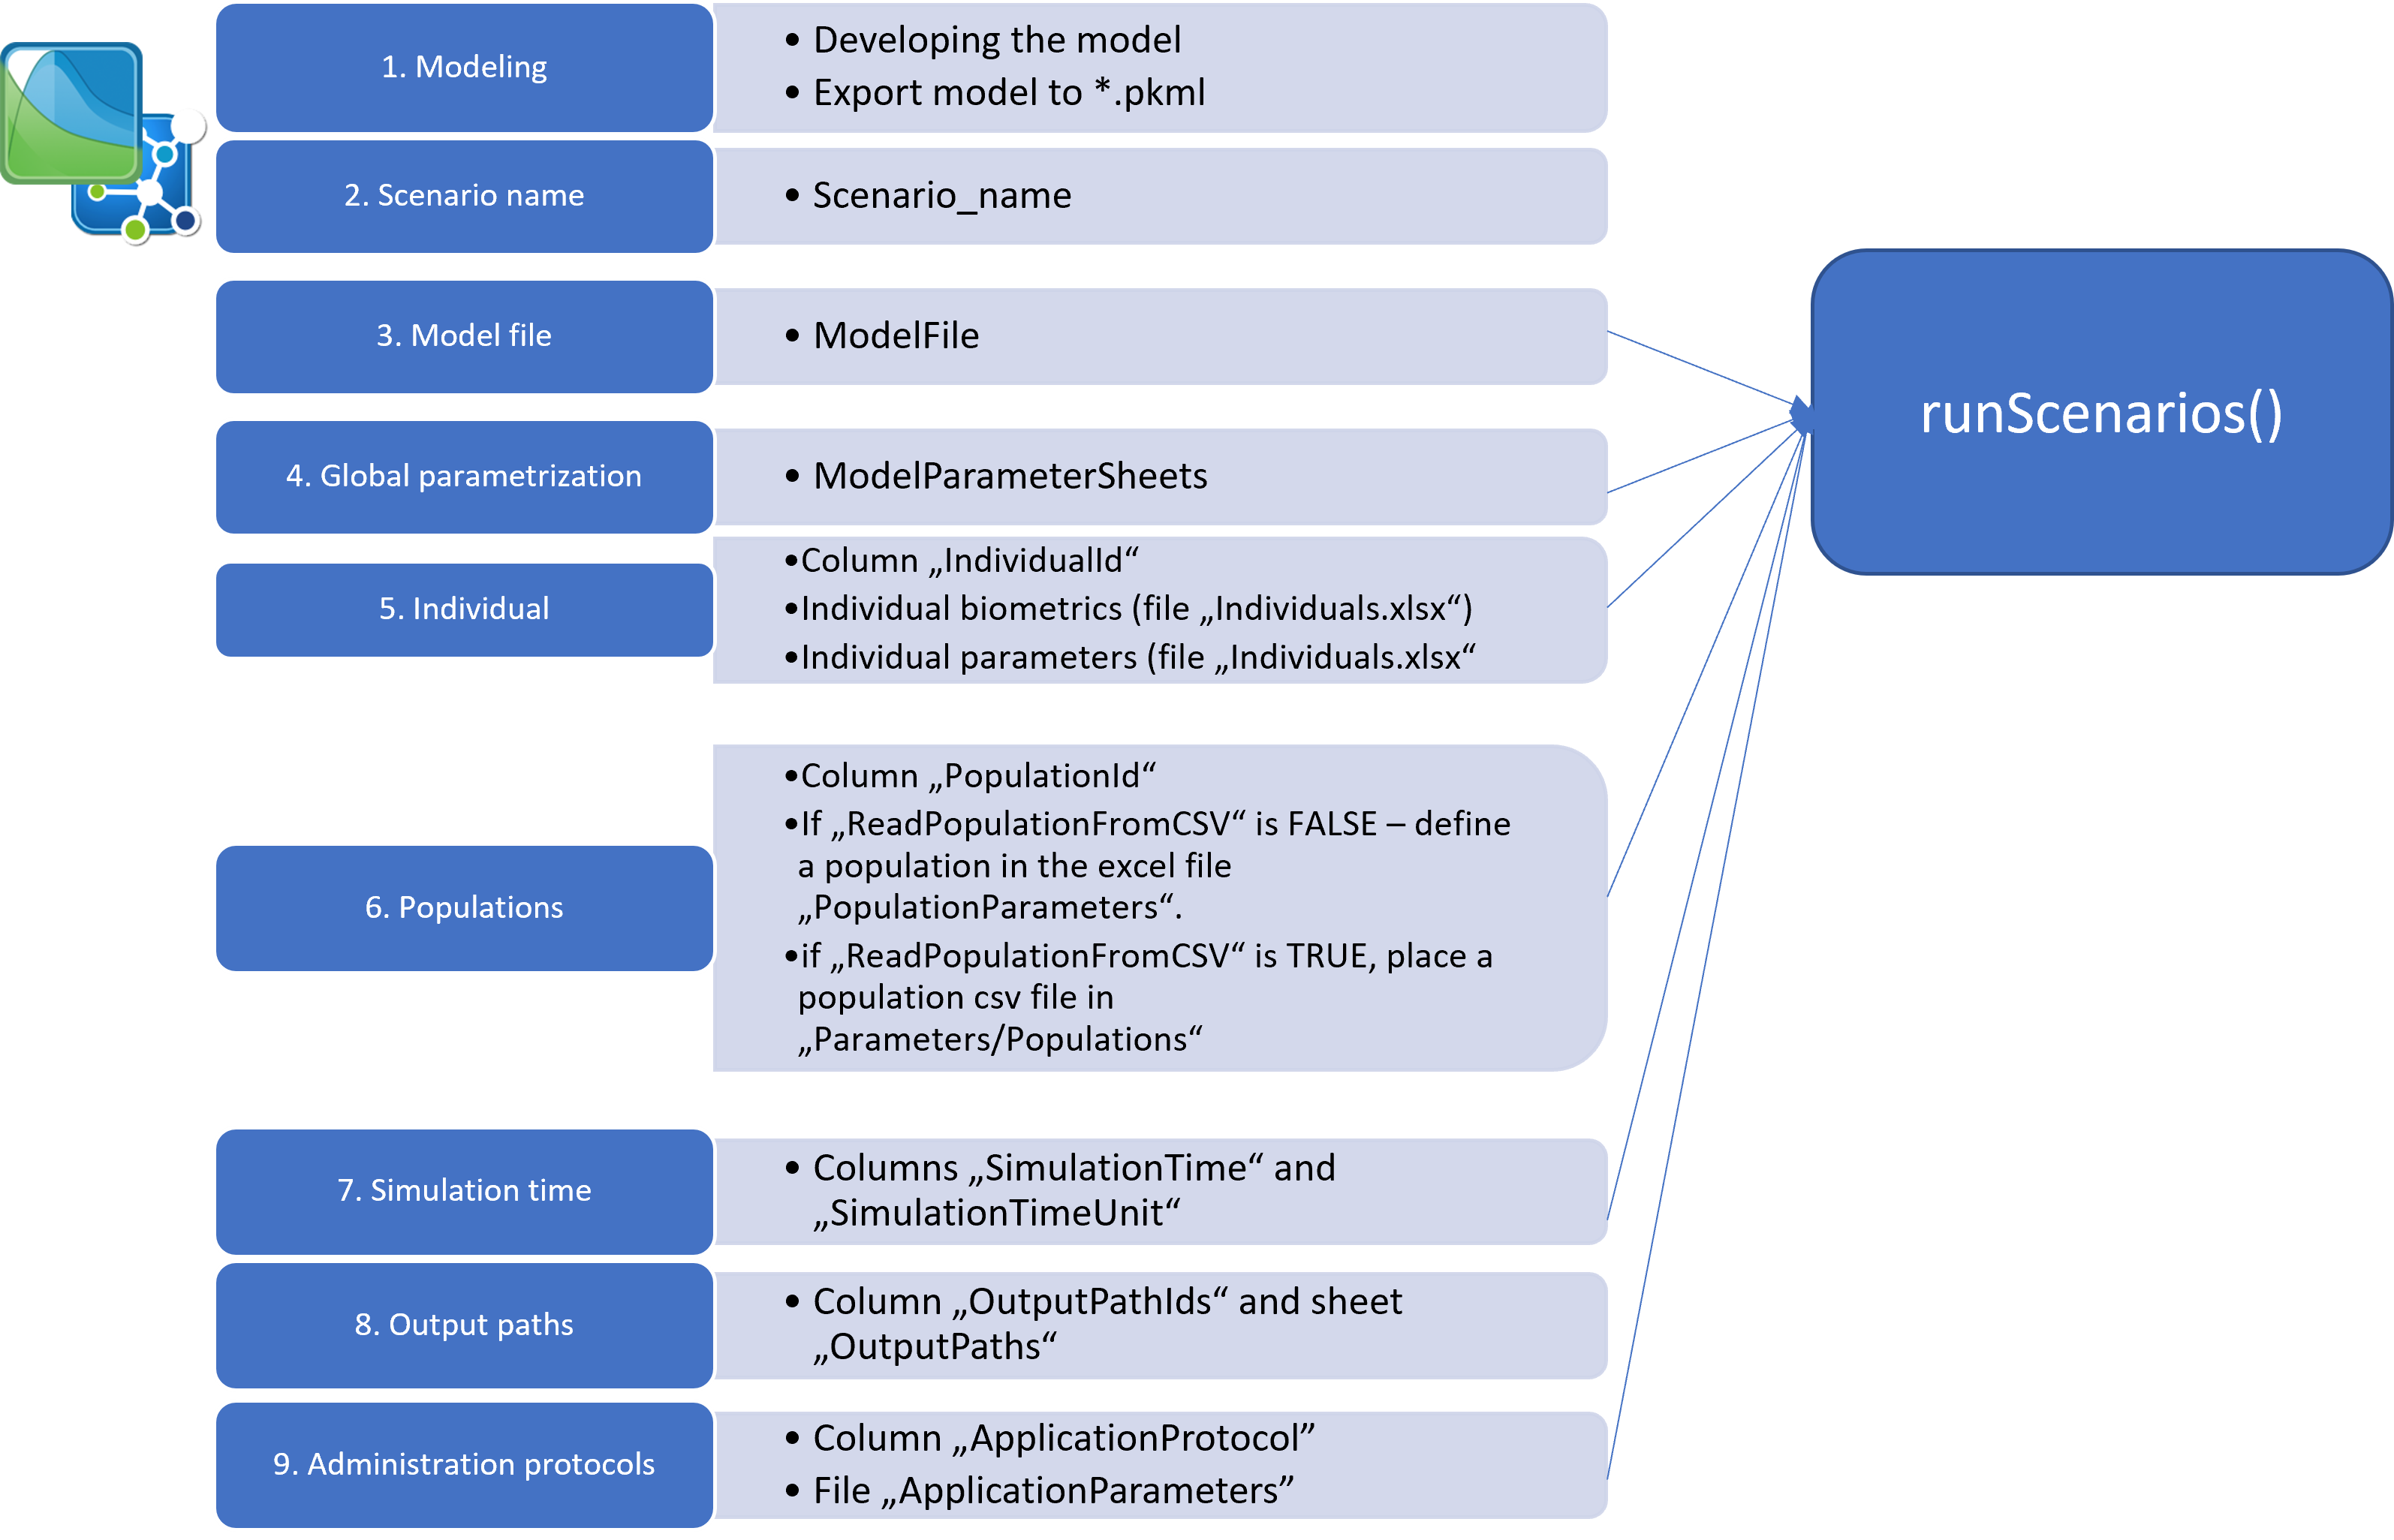 1. Modeling
• Developing the model
• Export model to *.pkml
2. Scenario name
• Scenario_name
3. Model file
• ModelFile
4. Global parametrization
• ModelParameterSheets
5. Individual
•Column „IndividualId“
•Individual biometrics (file „Individuals.xlsx“)
•Individual parameters (file „Individuals.xlsx“
6. Populations
•Column „PopulationId“
•If „ReadPopulationFromCSV“ is FALSE – define
a population in the excel file
„PopulationParameters“.
•if „ReadPopulationFromCSV“ is TRUE, place a
population csv file in
„Parameters/Populations“
7. Simulation time
• Columns „SimulationTime“ and
„SimulationTimeUnit“
8. Output paths
• Column „OutputPathIds“ and sheet
„OutputPaths“
9. Administration protocols
• Column „ApplicationProtocol”
• File „ApplicationParameters”
runScenarios()